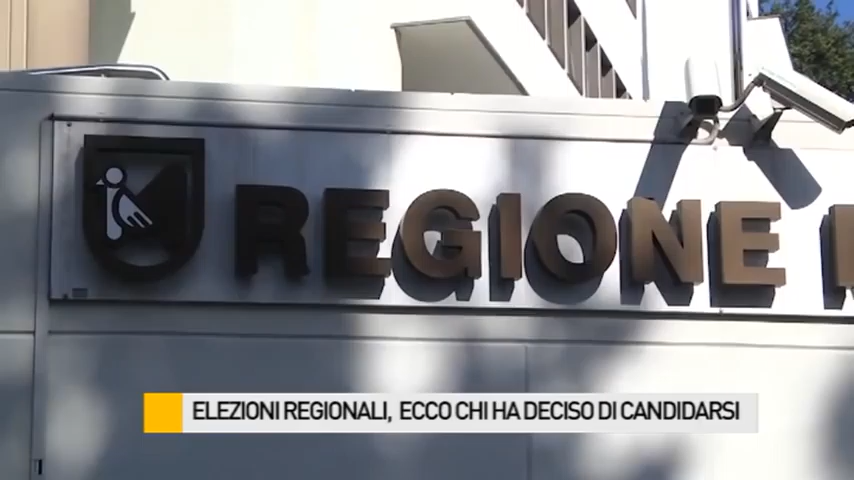 REGIONE
ELEZIONI REGIONALI, ECCO CHI HA DECISO DI CANDIDARSI